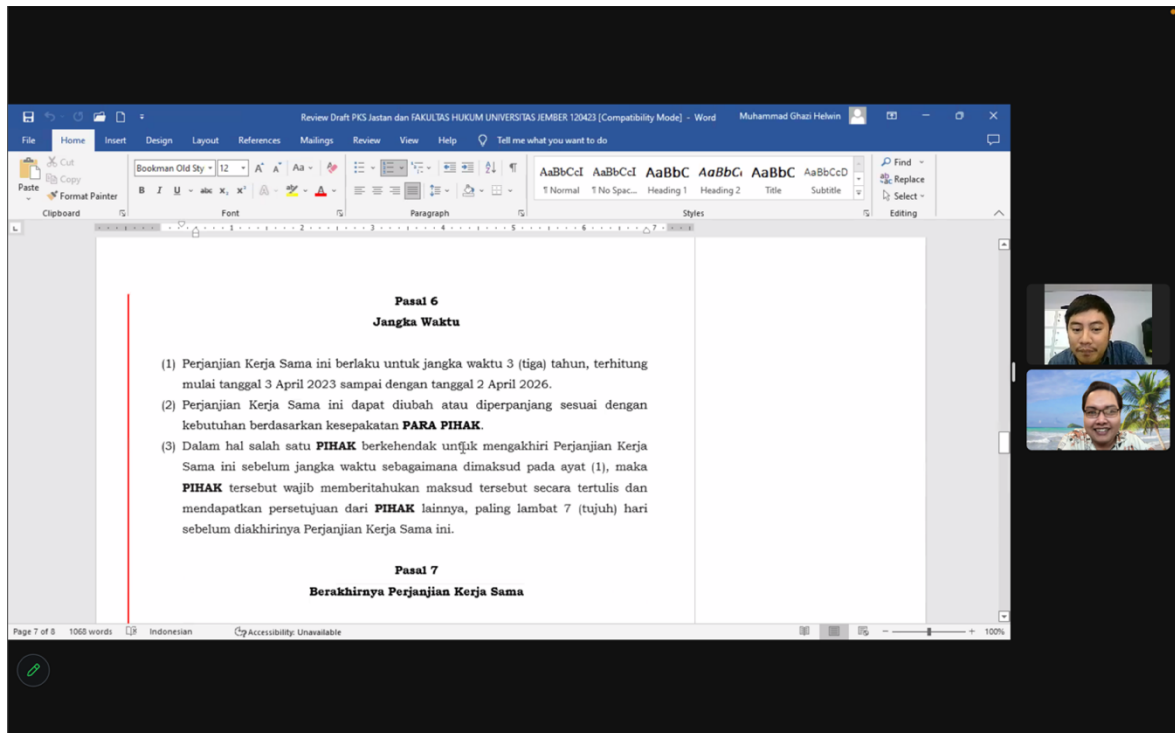 Review Draft PKS Jastan dan FAKULTAS HUKUM UNIVERSITAS JEMBER 120423 [Compatibility Mode] - Word
Muhammad Ghazi Helwin
File Home Insert Design Layout References Mailings Review View Help Tell me what you want to do
Paste
Cut
Copy
Format Painter
Clipboard
Bookman Old Sty 12
Font
Paragraph
AaBbCcI AaBbCcI AaBbC AaBbC AaBbC AaBbCcD
¶ Normal ¶ No Spac... Heading 1 Heading 2 Title Subtitle
Styles
Find
Replace
Select
Editing
1 2 3 4 5 6 7
Pasal 6
Jangka Waktu
(1) Perjanjian Kerja Sama ini berlaku untuk jangka waktu 3 (tiga) tahun, terhitung
mulai tanggal 3 April 2023 sampai dengan tanggal 2 April 2026.
(2) Perjanjian Kerja Sama ini dapat diubah atau diperpanjang sesuai dengan
kebutuhan berdasarkan kesepakatan PARA PIHAK.
(3) Dalam hal salah satu PIHAK berkehendak untuk mengakhiri Perjanjian Kerja
Sama ini sebelum jangka waktu sebagaimana dimaksud pada ayat (1), maka
PIHAK tersebut wajib memberitahukan maksud tersebut secara tertulis dan
mendapatkan persetujuan dari PIHAK lainnya, paling lambat 7 (tujuh) hari
sebelum diakhirinya Perjanjian Kerja Sama ini.
Pasal 7
Berakhirnya Perjanjian Kerja Sama
Page 7 of 8 1068 words Indonesian Accessibility: Unavailable 100%